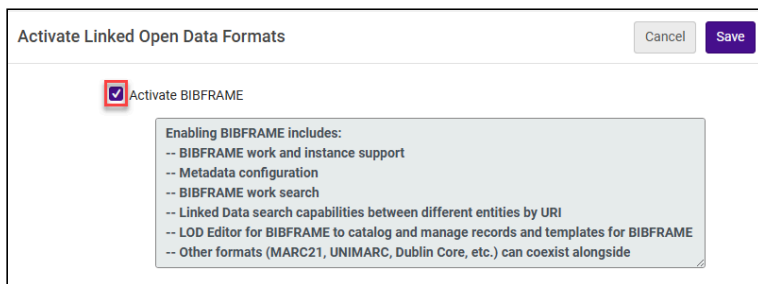 Activate Linked Open Data Formats
Cancel
Save
Activate BIBFRAME
Enabling BIBFRAME includes:
-- BIBFRAME work and instance support
-- Metadata configuration
-- BIBFRAME work search
-- Linked Data search capabilities between different entities by URI
-- LOD Editor for BIBFRAME to catalog and manage records and templates for BIBFRAME
-- Other formats (MARC21, UNIMARC, Dublin Core, etc.) can coexist alongside